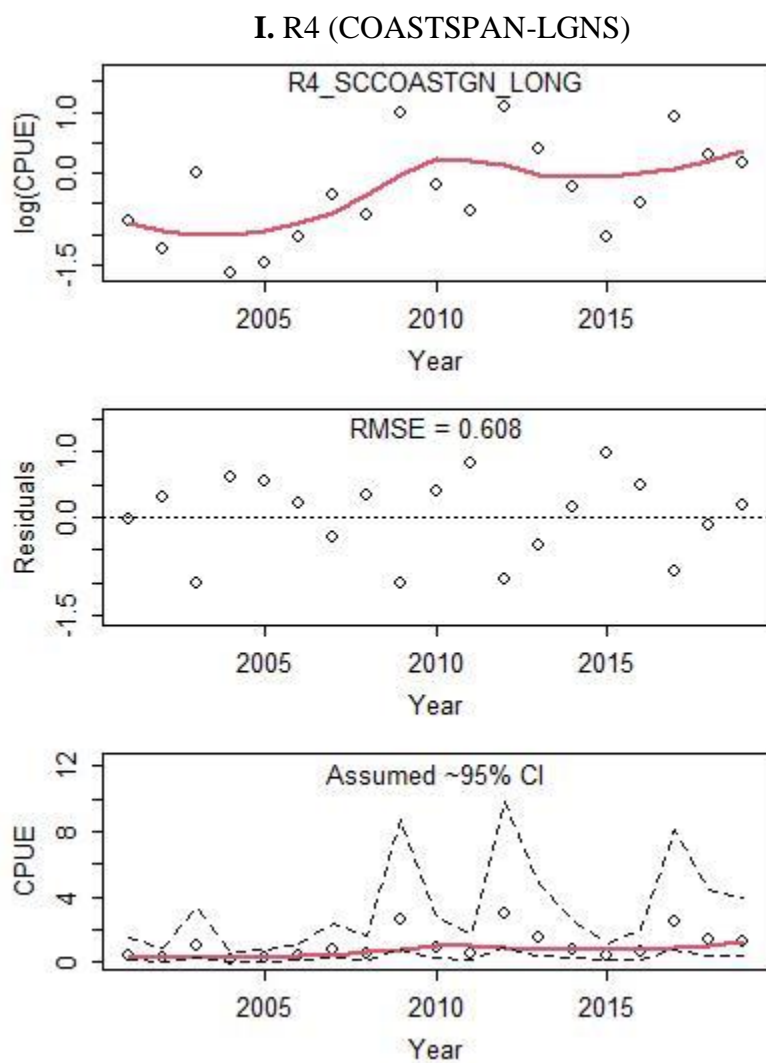 I. R4 (COASTSPAN-LGNS)
R4_SCCOASTGN_LONG
log(CPUE)
1.0
0.0
-1.5
2005 2010 2015
Year
RMSE = 0.608
Residuals
1.0
0.0
-1.5
2005 2010 2015
Year
Assumed ~95% CI
CPUE
12
8
4
0
2005 2010 2015
Year